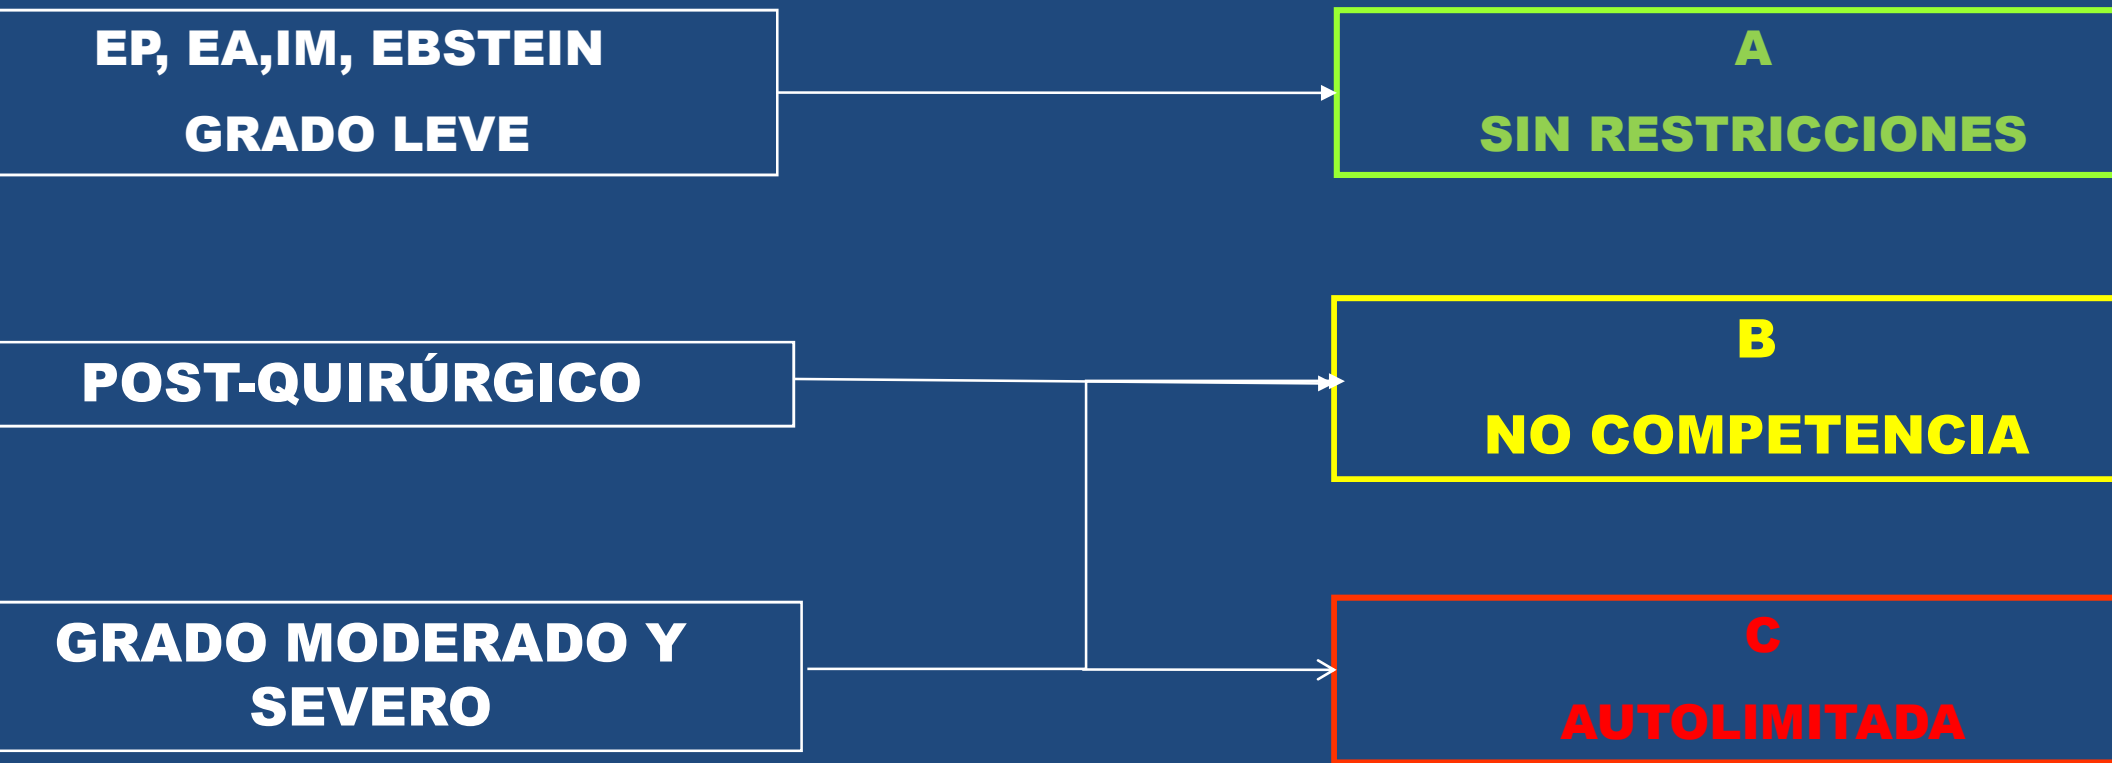 EP, EA,IM, EBSTEIN
GRADO LEVE
A
SIN RESTRICCIONES
POST-QUIRÚRGICO
B
NO COMPETENCIA
GRADO MODERADO Y
SEVERO
C
AUTOLIMITADA